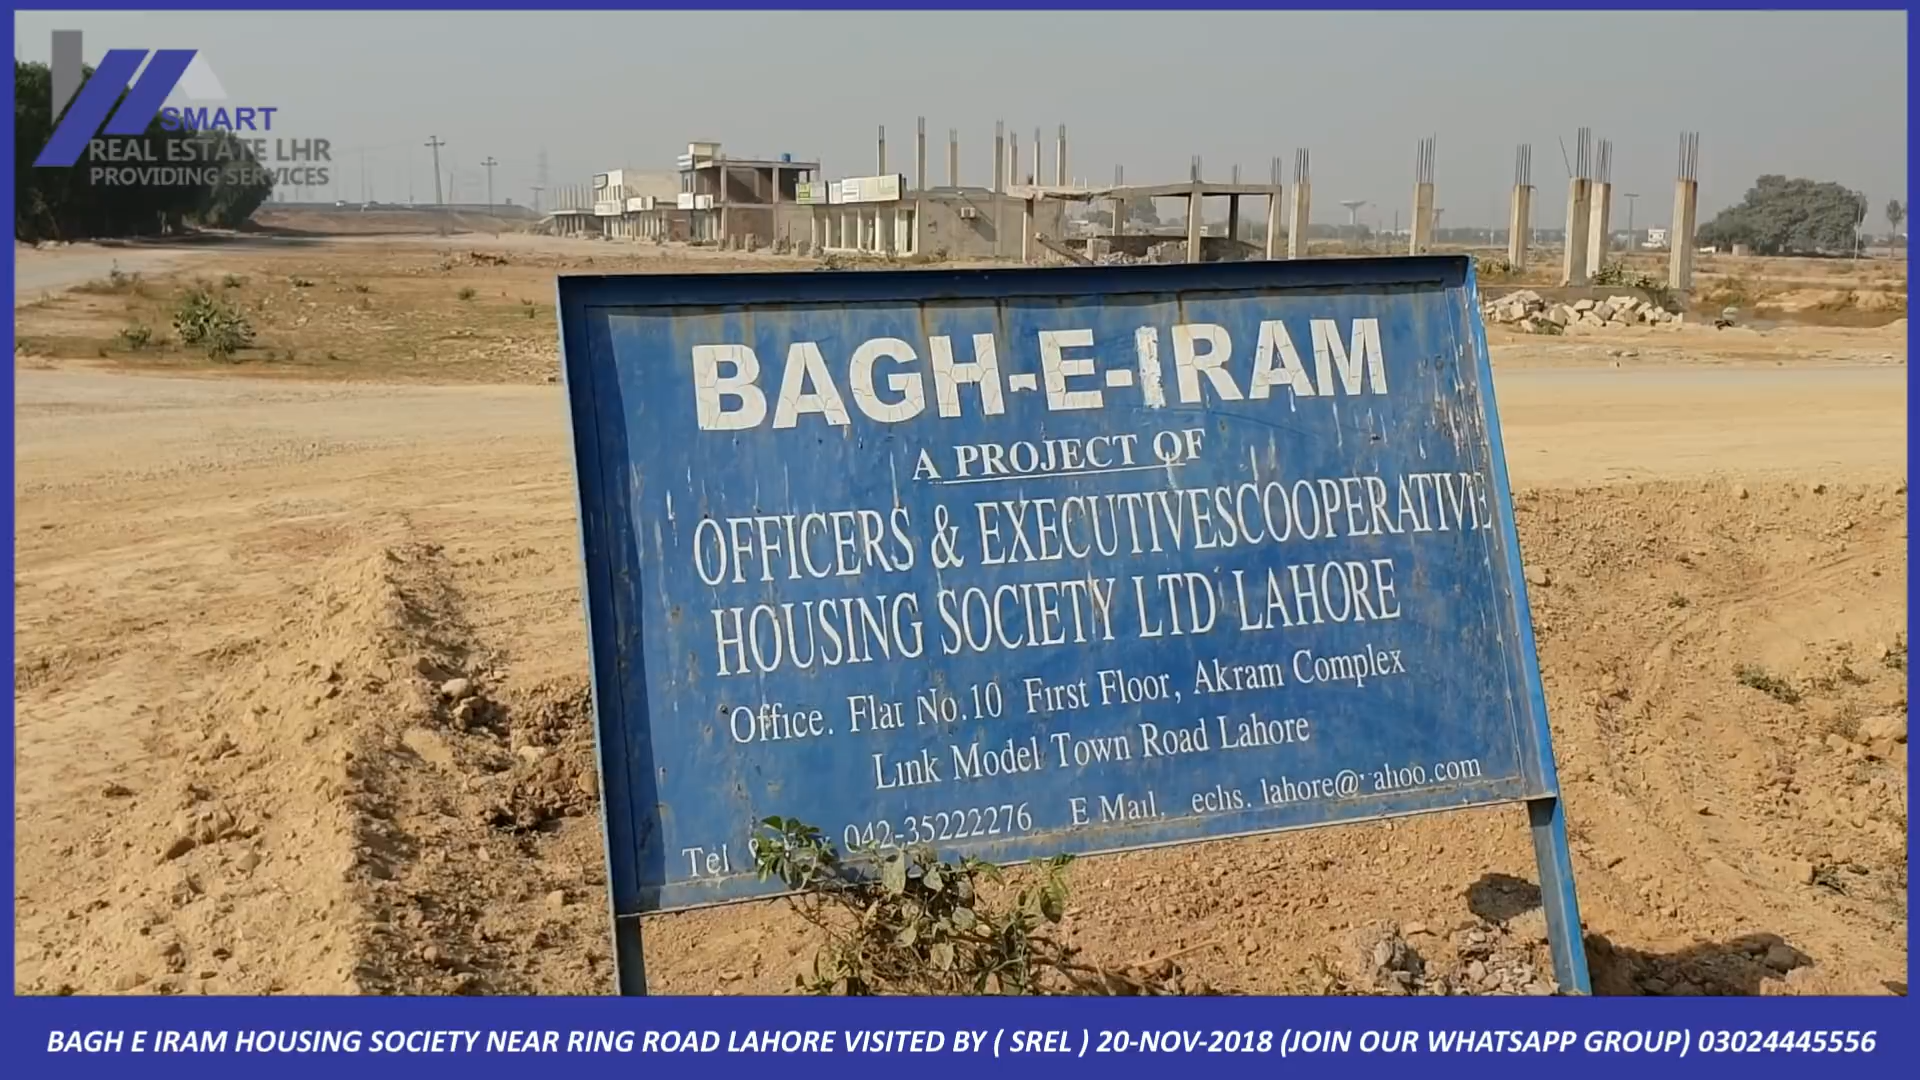 SMART
REAL ESTATE LHR
PROVIDING SERVICES
BAGH-E-IRAM
A PROJECT OF
OFFICERS & EXECUTIVESCOOPERATIVE
HOUSING SOCIETY LTD LAHORE
Office. Flat No.10 First Floor, Akram Complex
Link Model Town Road Lahore
Tel 042-35222276 E Mail. echs. lahore@yahoo.com
BAGH E IRAM HOUSING SOCIETY NEAR RING ROAD LAHORE VISITED BY ( SREL ) 20-NOV-2018 (JOIN OUR WHATSAPP GROUP) 03024445556